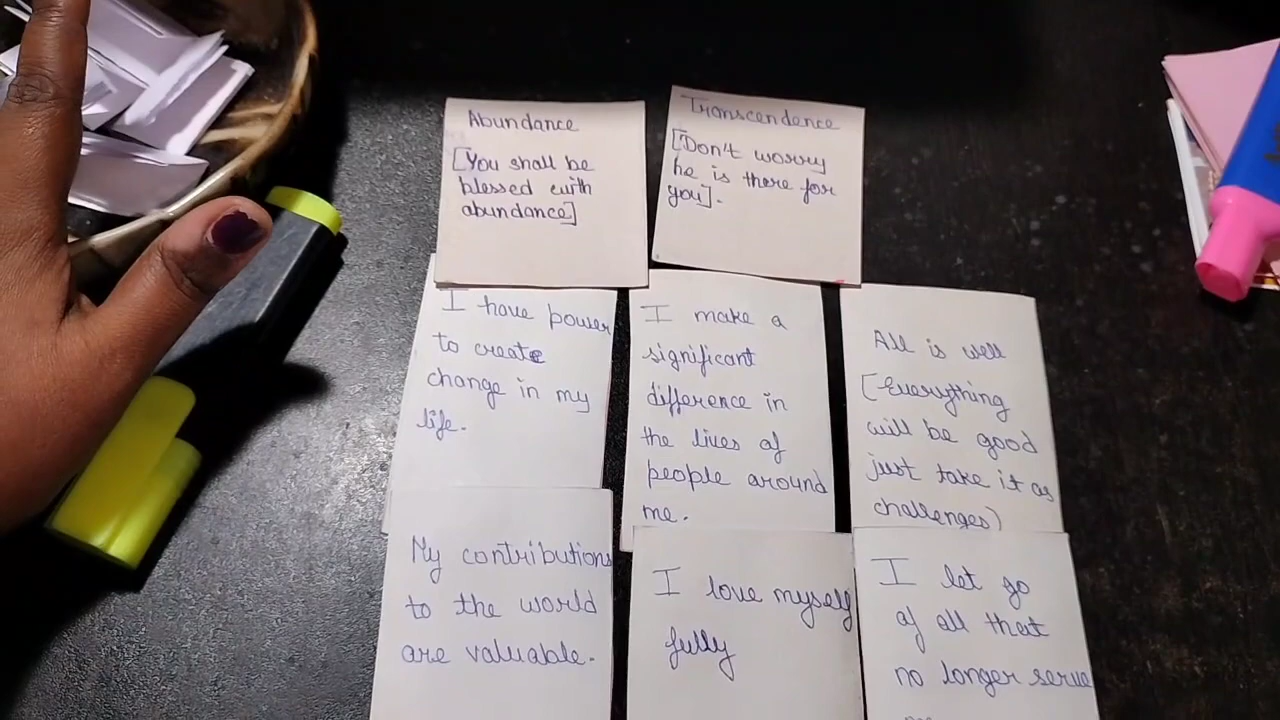 Abundance
[You shall be
blessed with
abundance]
Transcendence
[Don't worry
he is there for
you].
I have power
to create
change in my
life.
I make a
significant
difference in
the lives of
people around
me.
All is well
[Everything
will be good
just take it as
challenges)
My contributions
to the world
are valuable.
I love myself
fully
I let go
of all that
no longer serve